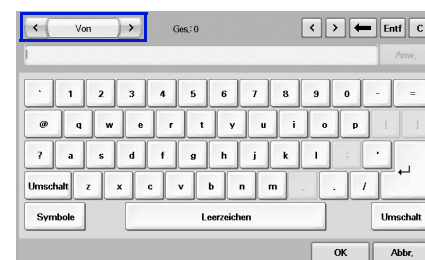 < Von > Ges.: 0 < > ← Entf C
Anw.
` 1 2 3 4 5 6 7 8 9 0 - =
@ q w e r t y u i o p [ ]
? a s d f g h j k l ; '
Umschalt z x c v b n m , . /
Symbole Leerzeichen Umschalt
OK Abbr.